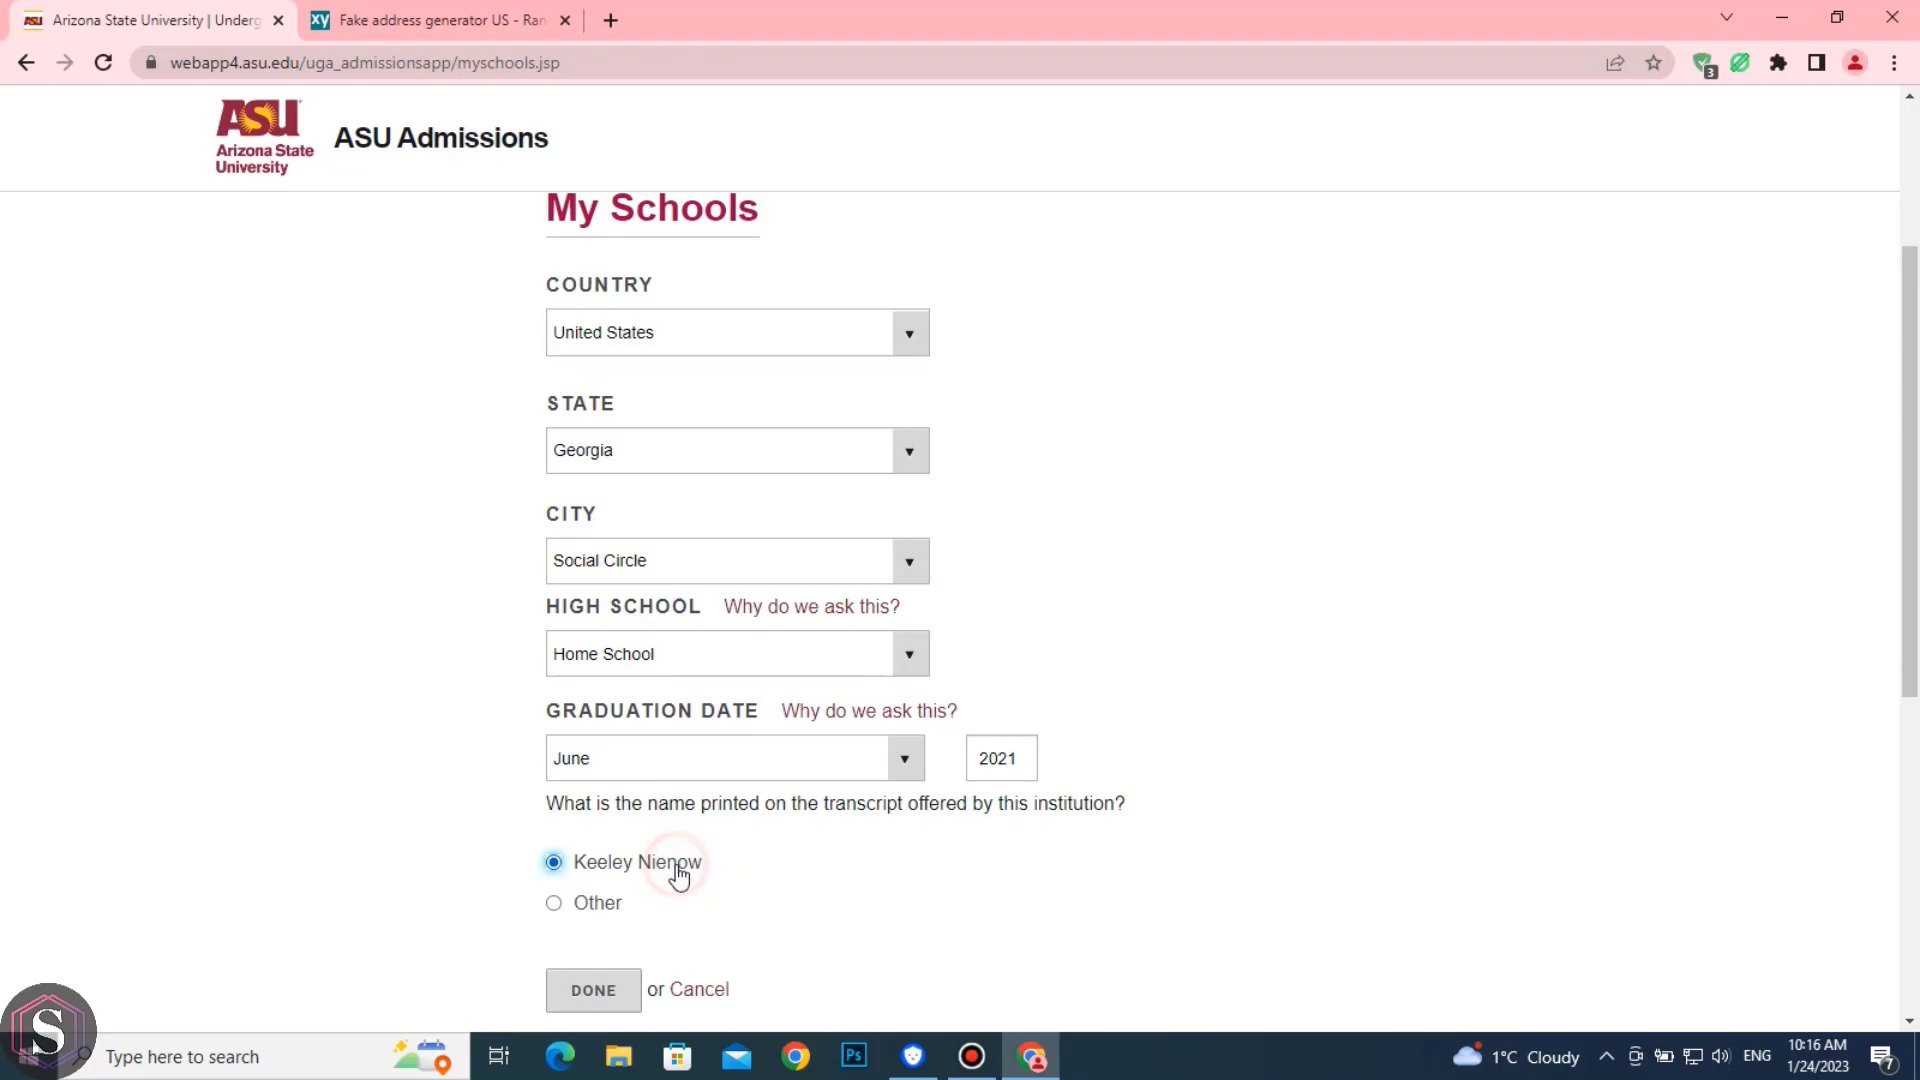 Arizona State University | Underg
Fake address generator US - Ran
webapp4.asu.edu/uga_admissionsapp/myschools.jsp
3
ASU
Arizona State
University
ASU Admissions
My Schools
COUNTRY
United States
STATE
Georgia
CITY
Social Circle
HIGH SCHOOL Why do we ask this?
Home School
GRADUATION DATE Why do we ask this?
June 2021
What is the name printed on the transcript offered by this institution?
Keeley Nienow
Other
DONE or Cancel
S
Type here to search
Ps
1°C Cloudy
ENG
10:16 AM
1/24/2023
7